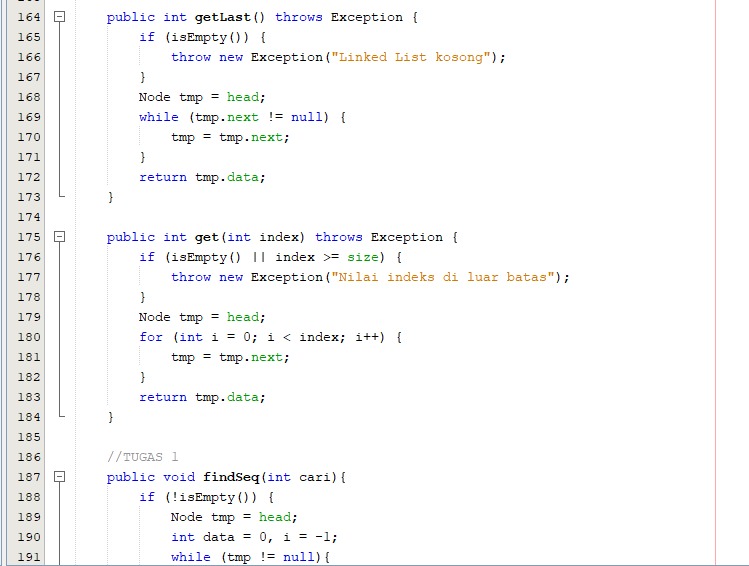 164 public int getLast() throws Exception {
165 if (isEmpty()) {
166 throw new Exception("Linked List kosong");
167 }
168 Node tmp = head;
169 while (tmp.next != null) {
170 tmp = tmp.next;
171 }
172 return tmp.data;
173 }
174
175 public int get(int index) throws Exception {
176 if (isEmpty() || index >= size) {
177 throw new Exception("Nilai indeks di luar batas");
178 }
179 Node tmp = head;
180 for (int i = 0; i < index; i++) {
181 tmp = tmp.next;
182 }
183 return tmp.data;
184 }
185
186 //TUGAS 1
187 public void findSeq(int cari){
188 if (!isEmpty()) {
189 Node tmp = head;
190 int data = 0, i = -1;
191 while (tmp != null){